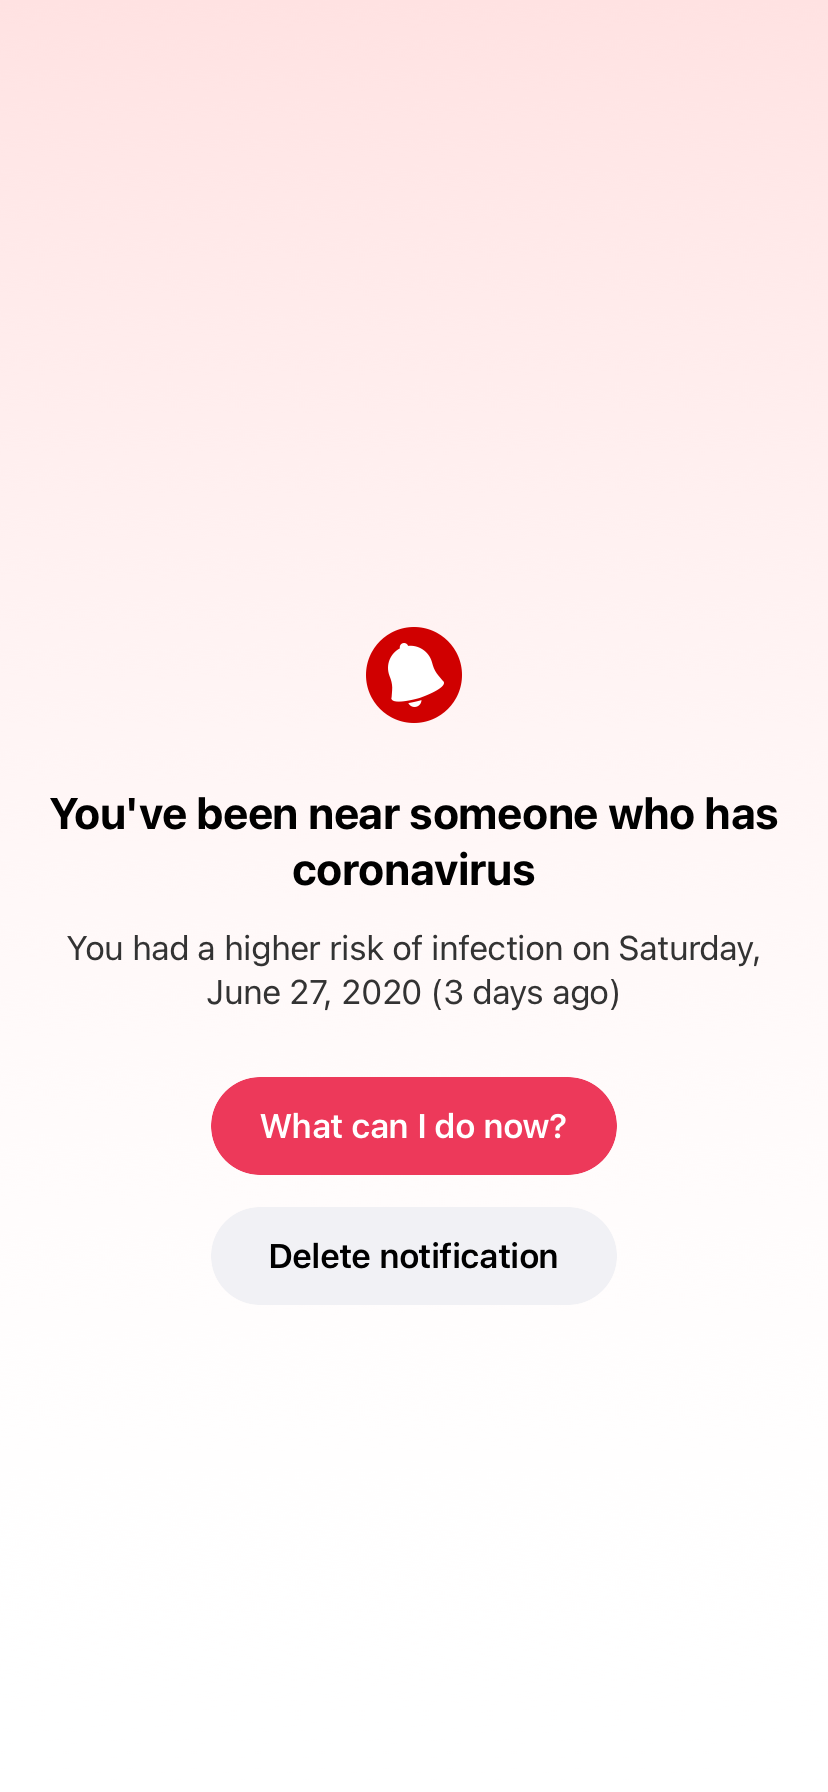 You've been near someone who has
coronavirus
You had a higher risk of infection on Saturday,
June 27, 2020 (3 days ago)
What can I do now?
Delete notification